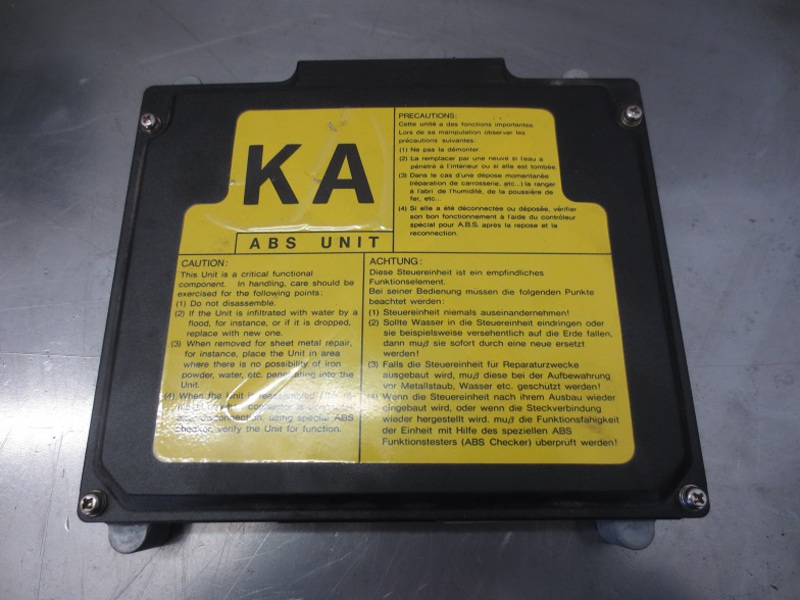 KA
ABS UNIT
PRECAUTIONS:
Cette unité a des fonctions importantes.
Lors de sa manipulation observer les
précautions suivantes:
(1) Ne pas la démonter.
(2) La remplacer par une neuve si l'eau a
pénétré à l'intérieur ou si elle est tombée.
(3) Dans le cas d'une dépose momentanée
(réparation de carrosserie, etc...) la ranger
à l'abri de l'humidité, de la poussière de
fer, etc...
(4) Si elle a été déconnectée ou déposée, vérifier
son bon fonctionnement à l'aide du contrôleur
spécial pour A.B.S. après la repose et la
reconnection.
CAUTION:
This Unit is a critical functional
component. In handling, care should be
exercised for the following points:
(1) Do not disassemble.
(2) If the Unit is infiltrated with water by a
flood, for instance, or if it is dropped,
replace with new one.
(3) When removed for sheet metal repair,
for instance, place the Unit in area
where there is no possibility of iron
powder, water, etc. penetrating into the
Unit.
(4) When the Unit is reassembled
connector
using special ABS
checker, verify the Unit for function.
ACHTUNG:
Diese Steuereinheit ist ein empfindliches
Funktionselement.
Bei seiner Bedienung müssen die folgenden Punkte
beachtet werden:
(1) Steuereinheit niemals auseinandernehmen!
(2) Sollte Wasser in die Steuereinheit eindringen oder
sie beispielsweise versehentlich auf die Erde fallen,
dann muß sie sofort durch eine neue ersetzt
werden!
(3) Falls die Steuereinheit für Reparaturzwecke
ausgebaut wird, muß diese bei der Aufbewahrung
vor Metallstaub, Wasser etc. geschützt werden!
(4) Wenn die Steuereinheit nach ihrem Ausbau wieder
eingebaut wird, oder wenn die Steckverbindung
wieder hergestellt wird, muß die Funktionsfähigkeit
der Einheit mit Hilfe des speziellen ABS
Funktionstesters (ABS Checker) überprüft werden!